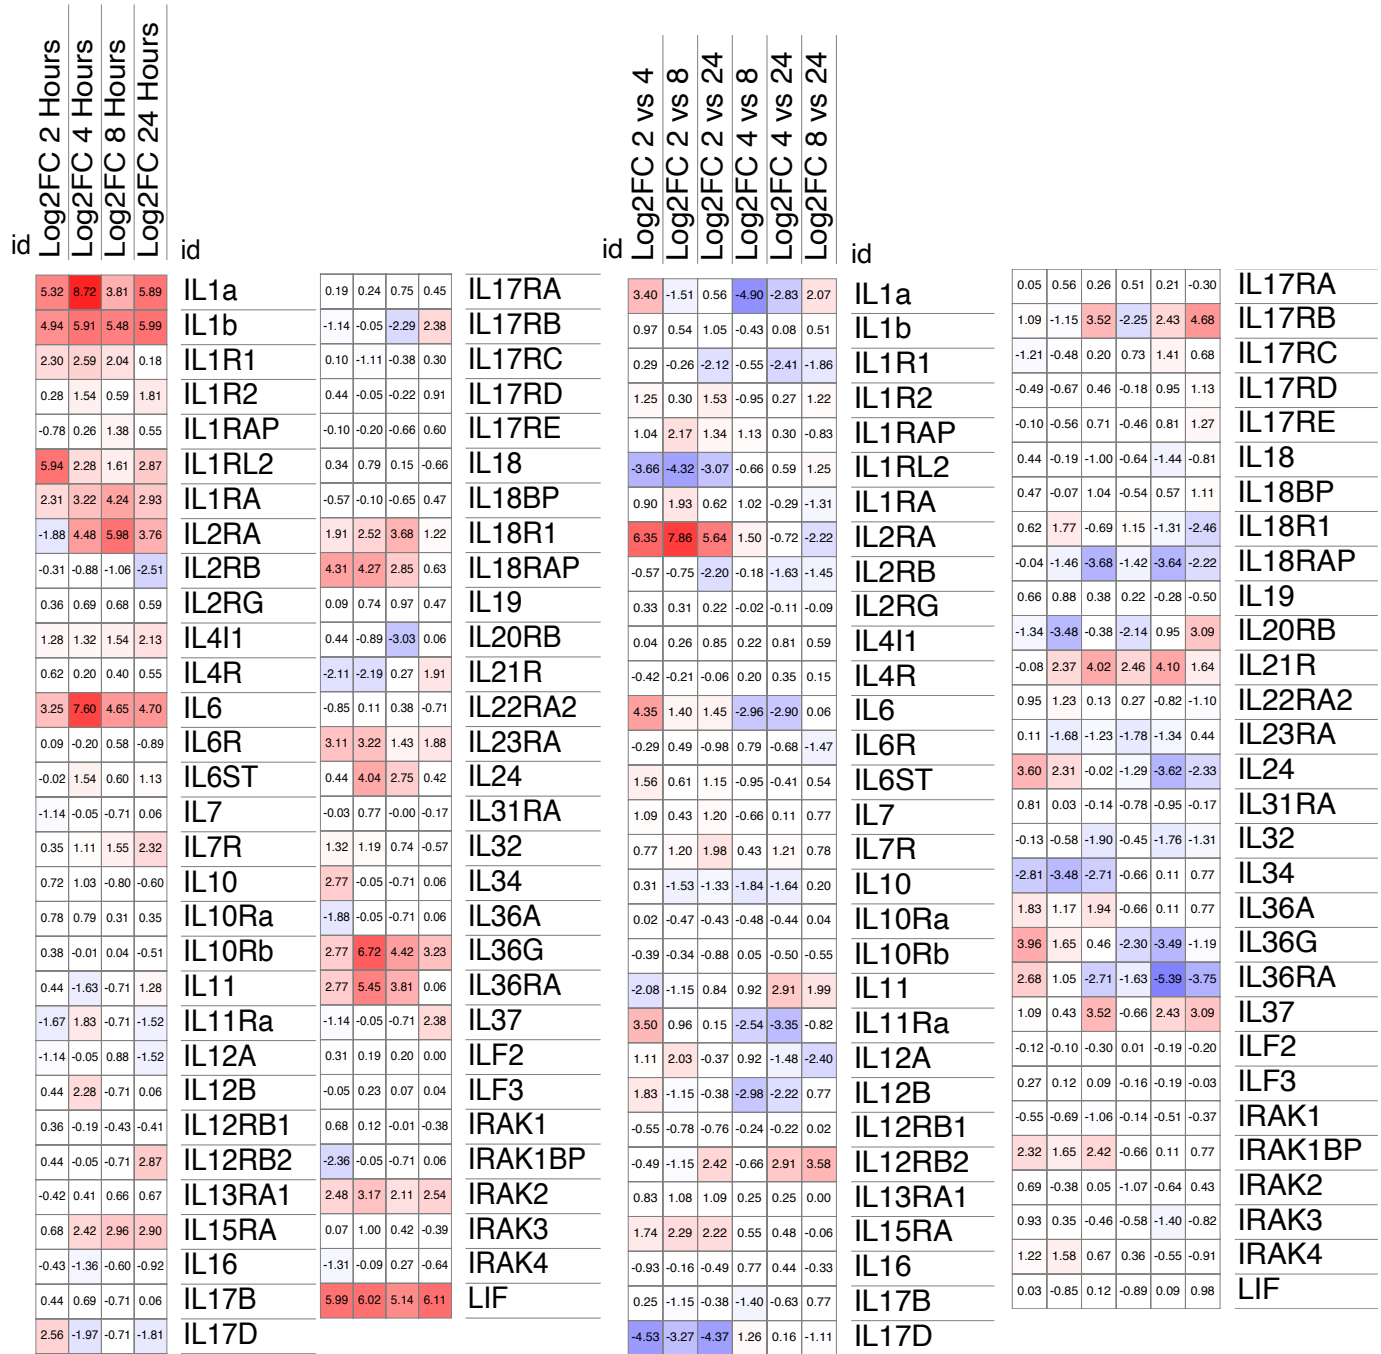 id Log2FC 2 Hours Log2FC 4 Hours Log2FC 8 Hours Log2FC 24 Hours id
5.32 8.72 3.81 5.89 IL1a
4.94 5.91 5.48 5.99 IL1b
2.30 2.59 2.04 0.18 IL1R1
0.28 1.54 0.59 1.81 IL1R2
-0.78 0.26 1.38 0.55 IL1RAP
5.94 2.28 1.61 2.87 IL1RL2
2.31 3.22 4.24 2.93 IL1RA
-1.88 4.48 5.98 3.76 IL2RA
-0.31 -0.88 -1.06 -2.51 IL2RB
0.36 0.69 0.68 0.59 IL2RG
1.28 1.32 1.54 2.13 IL4I1
0.62 0.20 0.40 0.55 IL4R
3.25 7.60 4.65 4.70 IL6
0.09 -0.20 0.58 -0.89 IL6R
-0.02 1.54 0.60 1.13 IL6ST
-1.14 -0.05 -0.71 0.06 IL7
0.35 1.11 1.55 2.32 IL7R
0.72 1.03 -0.80 -0.60 IL10
0.78 0.79 0.31 0.35 IL10Ra
0.38 -0.01 0.04 -0.51 IL10Rb
0.44 -1.63 -0.71 1.28 IL11
-1.67 1.83 -0.71 -1.52 IL11Ra
-1.14 -0.05 0.88 -1.52 IL12A
0.44 2.28 -0.71 0.06 IL12B
0.36 -0.19 -0.43 -0.41 IL12RB1
0.44 -0.05 -0.71 2.87 IL12RB2
-0.42 0.41 0.66 0.67 IL13RA1
0.68 2.42 2.96 2.90 IL15RA
-0.43 -1.36 -0.60 -0.92 IL16
0.44 0.69 -0.71 0.06 IL17B
2.56 -1.97 -0.71 -1.81 IL17D
0.19 0.24 0.75 0.45 IL17RA
-1.14 -0.05 -2.29 2.38 IL17RB
0.10 -1.11 -0.38 0.30 IL17RC
0.44 -0.05 -0.22 0.91 IL17RD
-0.10 -0.20 -0.66 0.60 IL17RE
0.34 0.79 0.15 -0.66 IL18
-0.57 -0.10 -0.65 0.47 IL18BP
1.91 2.52 3.68 1.22 IL18R1
4.31 4.27 2.85 0.63 IL18RAP
0.09 0.74 0.97 0.47 IL19
0.44 -0.89 -3.03 0.06 IL20RB
-2.11 -2.19 0.27 1.91 IL21R
-0.85 0.11 0.38 -0.71 IL22RA2
3.11 3.22 1.43 1.88 IL23RA
0.44 4.04 2.75 0.42 IL24
-0.03 0.77 -0.00 -0.17 IL31RA
1.32 1.19 0.74 -0.57 IL32
2.77 -0.05 -0.71 0.06 IL34
-1.88 -0.05 -0.71 0.06 IL36A
2.77 6.72 4.42 3.23 IL36G
2.77 5.45 3.81 0.06 IL36RA
-1.14 -0.05 -0.71 2.38 IL37
0.31 0.19 0.20 0.00 ILF2
-0.05 0.23 0.07 0.04 ILF3
0.68 0.12 -0.01 -0.38 IRAK1
-2.36 -0.05 -0.71 0.06 IRAK1BP
2.48 3.17 2.11 2.54 IRAK2
0.07 1.00 0.42 -0.39 IRAK3
-1.31 -0.09 0.27 -0.64 IRAK4
5.99 6.02 5.14 6.11 LIF
id Log2FC 2 vs 4 Log2FC 2 vs 8 Log2FC 2 vs 24 Log2FC 4 vs 8 Log2FC 4 vs 24 Log2FC 8 vs 24 id
3.40 -1.51 0.56 -4.90 -2.83 2.07 IL1a
0.97 0.54 1.05 -0.43 0.08 0.51 IL1b
0.29 -0.26 -2.12 -0.55 -2.41 -1.86 IL1R1
1.25 0.30 1.53 -0.95 0.27 1.22 IL1R2
1.04 2.17 1.34 1.13 0.30 -0.83 IL1RAP
-3.66 -4.32 -3.07 -0.66 0.59 1.25 IL1RL2
0.90 1.93 0.62 1.02 -0.29 -1.31 IL1RA
6.35 7.86 5.64 1.50 -0.72 -2.22 IL2RA
-0.57 -0.75 -2.20 -0.18 -1.63 -1.45 IL2RB
0.33 0.31 0.22 -0.02 -0.11 -0.09 IL2RG
0.04 0.26 0.85 0.22 0.81 0.59 IL4I1
-0.42 -0.21 -0.06 0.20 0.35 0.15 IL4R
4.35 1.40 1.45 -2.96 -2.90 0.06 IL6
-0.29 0.49 -0.98 0.79 -0.68 -1.47 IL6R
1.56 0.61 1.15 -0.95 -0.41 0.54 IL6ST
1.09 0.43 1.20 -0.66 0.11 0.77 IL7
0.77 1.20 1.98 0.43 1.21 0.78 IL7R
0.31 -1.53 -1.33 -1.84 -1.64 0.20 IL10
0.02 -0.47 -0.43 -0.48 -0.44 0.04 IL10Ra
-0.39 -0.34 -0.88 0.05 -0.50 -0.55 IL10Rb
-2.08 -1.15 0.84 0.92 2.91 1.99 IL11
3.50 0.96 0.15 -2.54 -3.35 -0.82 IL11Ra
1.11 2.03 -0.37 0.92 -1.48 -2.40 IL12A
1.83 -1.15 -0.38 -2.98 -2.22 0.77 IL12B
-0.55 -0.78 -0.76 -0.24 -0.22 0.02 IL12RB1
-0.49 -1.15 2.42 -0.66 2.91 3.58 IL12RB2
0.83 1.08 1.09 0.25 0.25 0.00 IL13RA1
1.74 2.29 2.22 0.55 0.48 -0.06 IL15RA
-0.93 -0.16 -0.49 0.77 0.44 -0.33 IL16
0.25 -1.15 -0.38 -1.40 -0.63 0.77 IL17B
-4.53 -3.27 -4.37 1.26 0.16 -1.11 IL17D
0.05 0.56 0.26 0.51 0.21 -0.30 IL17RA
1.09 -1.15 3.52 -2.25 2.43 4.68 IL17RB
-1.21 -0.48 0.20 0.73 1.41 0.68 IL17RC
-0.49 -0.67 0.46 -0.18 0.95 1.13 IL17RD
-0.10 -0.56 0.71 -0.46 0.81 1.27 IL17RE
0.44 -0.19 -1.00 -0.64 -1.44 -0.81 IL18
0.47 -0.07 1.04 -0.54 0.57 1.11 IL18BP
0.62 1.77 -0.69 1.15 -1.31 -2.46 IL18R1
-0.04 -1.46 -3.68 -1.42 -3.64 -2.22 IL18RAP
0.66 0.88 0.38 0.22 -0.28 -0.50 IL19
-1.34 -3.48 -0.38 -2.14 0.95 3.09 IL20RB
-0.08 2.37 4.02 2.46 4.10 1.64 IL21R
0.95 1.23 0.13 0.27 -0.82 -1.10 IL22RA2
0.11 -1.68 -1.23 -1.78 -1.34 0.44 IL23RA
3.60 2.31 -0.02 -1.29 -3.62 -2.33 IL24
0.81 0.03 -0.14 -0.78 -0.95 -0.17 IL31RA
-0.13 -0.58 -1.90 -0.45 -1.76 -1.31 IL32
-2.81 -3.48 -2.71 -0.66 0.11 0.77 IL34
1.83 1.17 1.94 -0.66 0.11 0.77 IL36A
3.96 1.65 0.46 -2.30 -3.49 -1.19 IL36G
2.68 1.05 -2.71 -1.63 -5.39 -3.75 IL36RA
1.09 0.43 3.52 -0.66 2.43 3.09 IL37
-0.12 -0.10 -0.30 0.01 -0.19 -0.20 ILF2
0.27 0.12 0.09 -0.16 -0.19 -0.03 ILF3
-0.55 -0.69 -1.06 -0.14 -0.51 -0.37 IRAK1
2.32 1.65 2.42 -0.66 0.11 0.77 IRAK1BP
0.69 -0.38 0.05 -1.07 -0.64 0.43 IRAK2
0.93 0.35 -0.46 -0.58 -1.40 -0.82 IRAK3
1.22 1.58 0.67 0.36 -0.55 -0.91 IRAK4
0.03 -0.85 0.12 -0.89 0.09 0.98 LIF